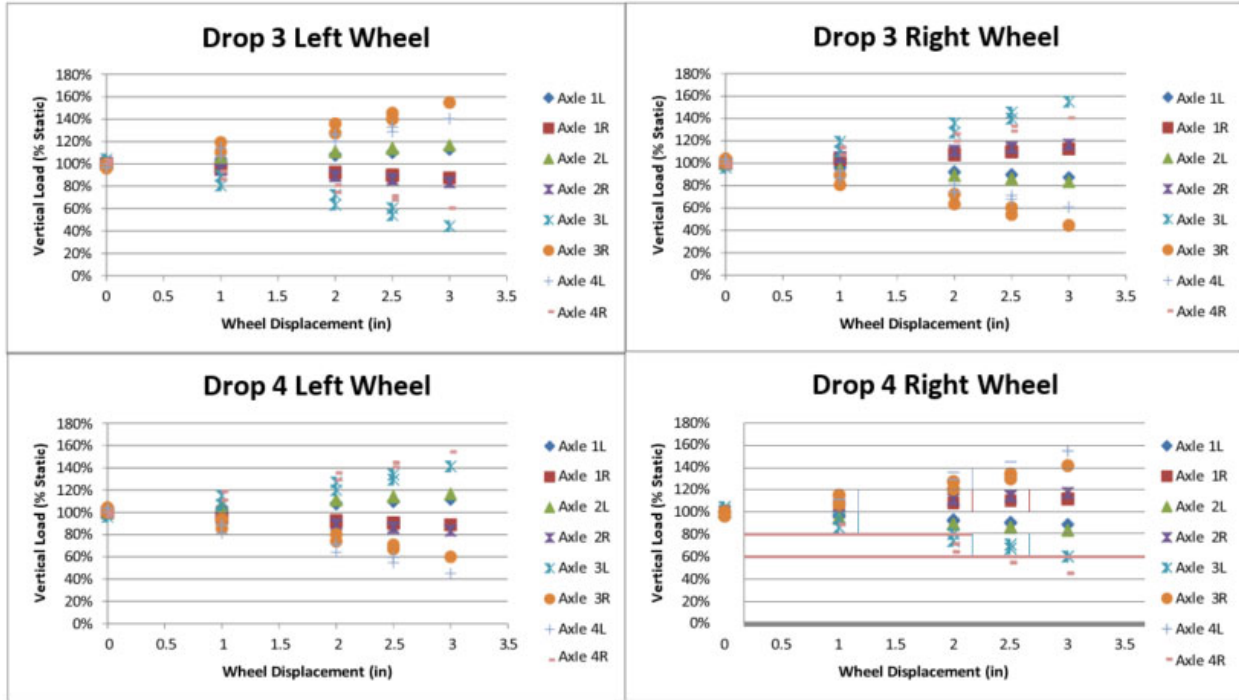 Drop 3 Left Wheel
Vertical Load (% Static)
180%
160%
140%
120%
100%
80%
60%
40%
20%
0%
0 0.5 1 1.5 2 2.5 3 3.5
Wheel Displacement (in)
Axle 1L
Axle 1R
Axle 2L
Axle 2R
Axle 3L
Axle 3R
Axle 4L
Axle 4R
Drop 3 Right Wheel
Vertical Load (% Static)
180%
160%
140%
120%
100%
80%
60%
40%
20%
0%
0 0.5 1 1.5 2 2.5 3 3.5
Wheel Displacement (in)
Axle 1L
Axle 1R
Axle 2L
Axle 2R
Axle 3L
Axle 3R
Axle 4L
Axle 4R
Drop 4 Left Wheel
Vertical Load (% Static)
180%
160%
140%
120%
100%
80%
60%
40%
20%
0%
0 0.5 1 1.5 2 2.5 3 3.5
Wheel Displacement (in)
Axle 1L
Axle 1R
Axle 2L
Axle 2R
Axle 3L
Axle 3R
Axle 4L
Axle 4R
Drop 4 Right Wheel
Vertical Load (% Static)
180%
160%
140%
120%
100%
80%
60%
40%
20%
0%
0 0.5 1 1.5 2 2.5 3 3.5
Wheel Displacement (in)
Axle 1L
Axle 1R
Axle 2L
Axle 2R
Axle 3L
Axle 3R
Axle 4L
Axle 4R